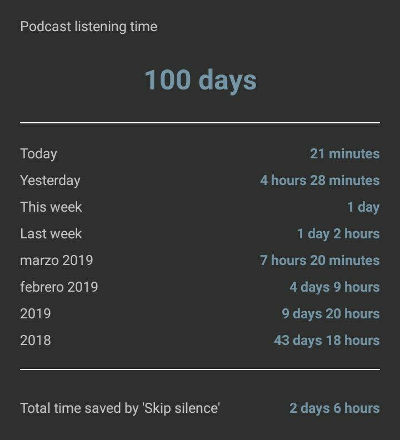 Podcast listening time
100 days
Today 21 minutes
Yesterday 4 hours 28 minutes
This week 1 day
Last week 1 day 2 hours
marzo 2019 7 hours 20 minutes
febrero 2019 4 days 9 hours
2019 9 days 20 hours
2018 43 days 18 hours
Total time saved by 'Skip silence' 2 days 6 hours